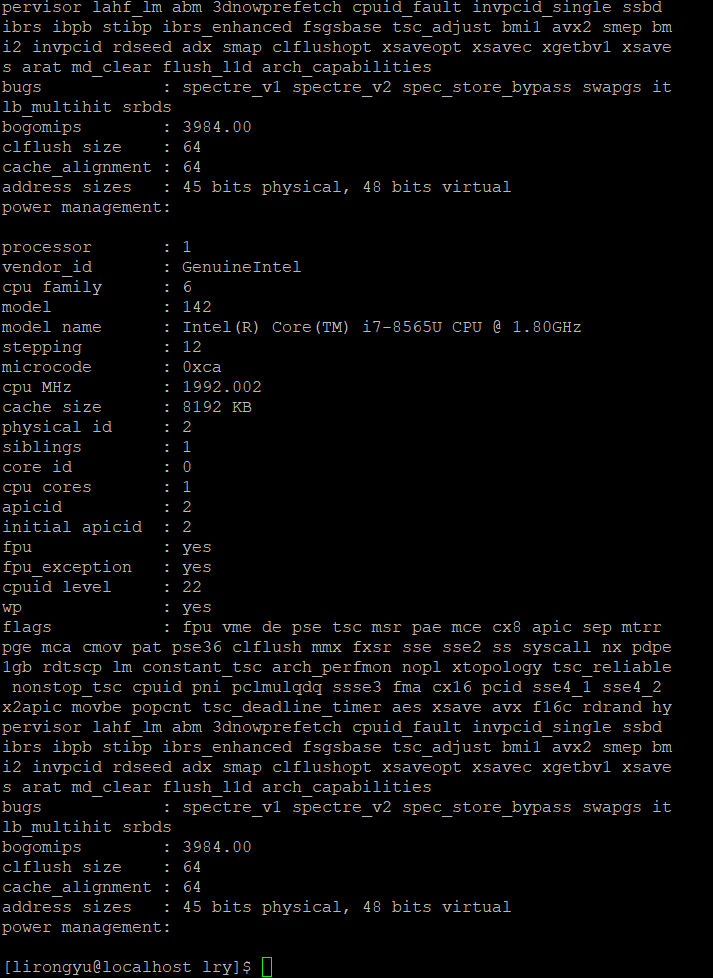 pervisor lahf_lm abm 3dnowprefetch cpuid_fault invpcid_single ssbd
ibrs ibpb stibp ibrs_enhanced fsgsbase tsc_adjust bmi1 avx2 smep bm
i2 invpcid rdseed adx smap clflushopt xsaveopt xsavec xgetbv1 xsave
s arat md_clear flush_l1d arch_capabilities
bugs            : spectre_v1 spectre_v2 spec_store_bypass swapgs it
lb_multihit srbds
bogomips        : 3984.00
clflush size    : 64
cache_alignment : 64
address sizes   : 45 bits physical, 48 bits virtual
power management:

processor       : 1
vendor_id       : GenuineIntel
cpu family      : 6
model           : 142
model name      : Intel(R) Core(TM) i7-8565U CPU @ 1.80GHz
stepping        : 12
microcode       : 0xca
cpu MHz         : 1992.002
cache size      : 8192 KB
physical id     : 2
siblings        : 1
core id         : 0
cpu cores       : 1
apicid          : 2
initial apicid  : 2
fpu             : yes
fpu_exception   : yes
cpuid level     : 22
wp              : yes
flags           : fpu vme de pse tsc msr pae mce cx8 apic sep mtrr
pge mca cmov pat pse36 clflush mmx fxsr sse sse2 ss syscall nx pdpe
1gb rdtscp lm constant_tsc arch_perfmon nopl xtopology tsc_reliable
 nonstop_tsc cpuid pni pclmulqdq ssse3 fma cx16 pcid sse4_1 sse4_2
x2apic movbe popcnt tsc_deadline_timer aes xsave avx f16c rdrand hy
pervisor lahf_lm abm 3dnowprefetch cpuid_fault invpcid_single ssbd
ibrs ibpb stibp ibrs_enhanced fsgsbase tsc_adjust bmi1 avx2 smep bm
i2 invpcid rdseed adx smap clflushopt xsaveopt xsavec xgetbv1 xsave
s arat md_clear flush_l1d arch_capabilities
bugs            : spectre_v1 spectre_v2 spec_store_bypass swapgs it
lb_multihit srbds
bogomips        : 3984.00
clflush size    : 64
cache_alignment : 64
address sizes   : 45 bits physical, 48 bits virtual
power management:

[lirongyu@localhost lry]$